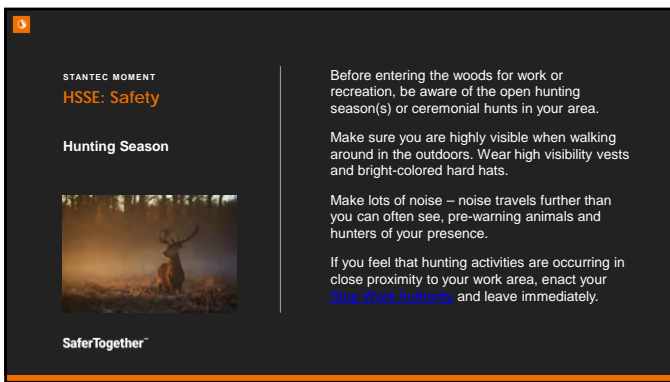 STANTEC MOMENT
HSSE: Safety
Hunting Season
SaferTogether™
Before entering the woods for work or
recreation, be aware of the open hunting
season(s) or ceremonial hunts in your area.
Make sure you are highly visible when walking
around in the outdoors. Wear high visibility vests
and bright-colored hard hats.
Make lots of noise – noise travels further than
you can often see, pre-warning animals and
hunters of your presence.
If you feel that hunting activities are occurring in
close proximity to your work area, enact your
Stop Work Authority and leave immediately.